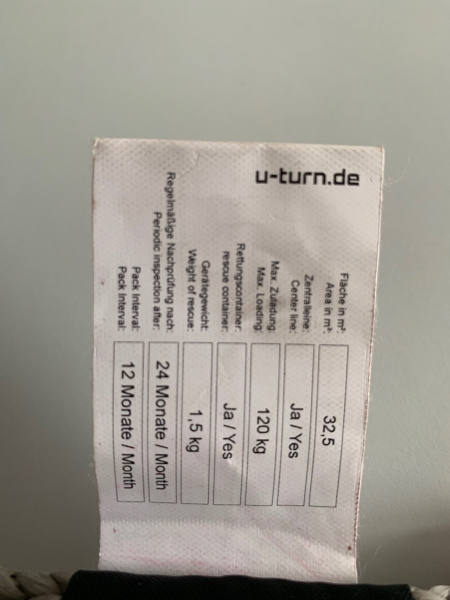 u-turn.de
Fläche in m²:
Area in m²:
32,5
Zentralleine:
Center line:
Ja / Yes
Max. Zuladung:
Max. Loading:
120 kg
Rettungscontainer:
rescue container:
Ja / Yes
Gerätegewicht:
Weight of rescue:
1,5 kg
Regelmäßige Nachprüfung nach:
Periodic inspection after:
24 Monate / Month
Pack Interval:
Pack Interval:
12 Monate / Month